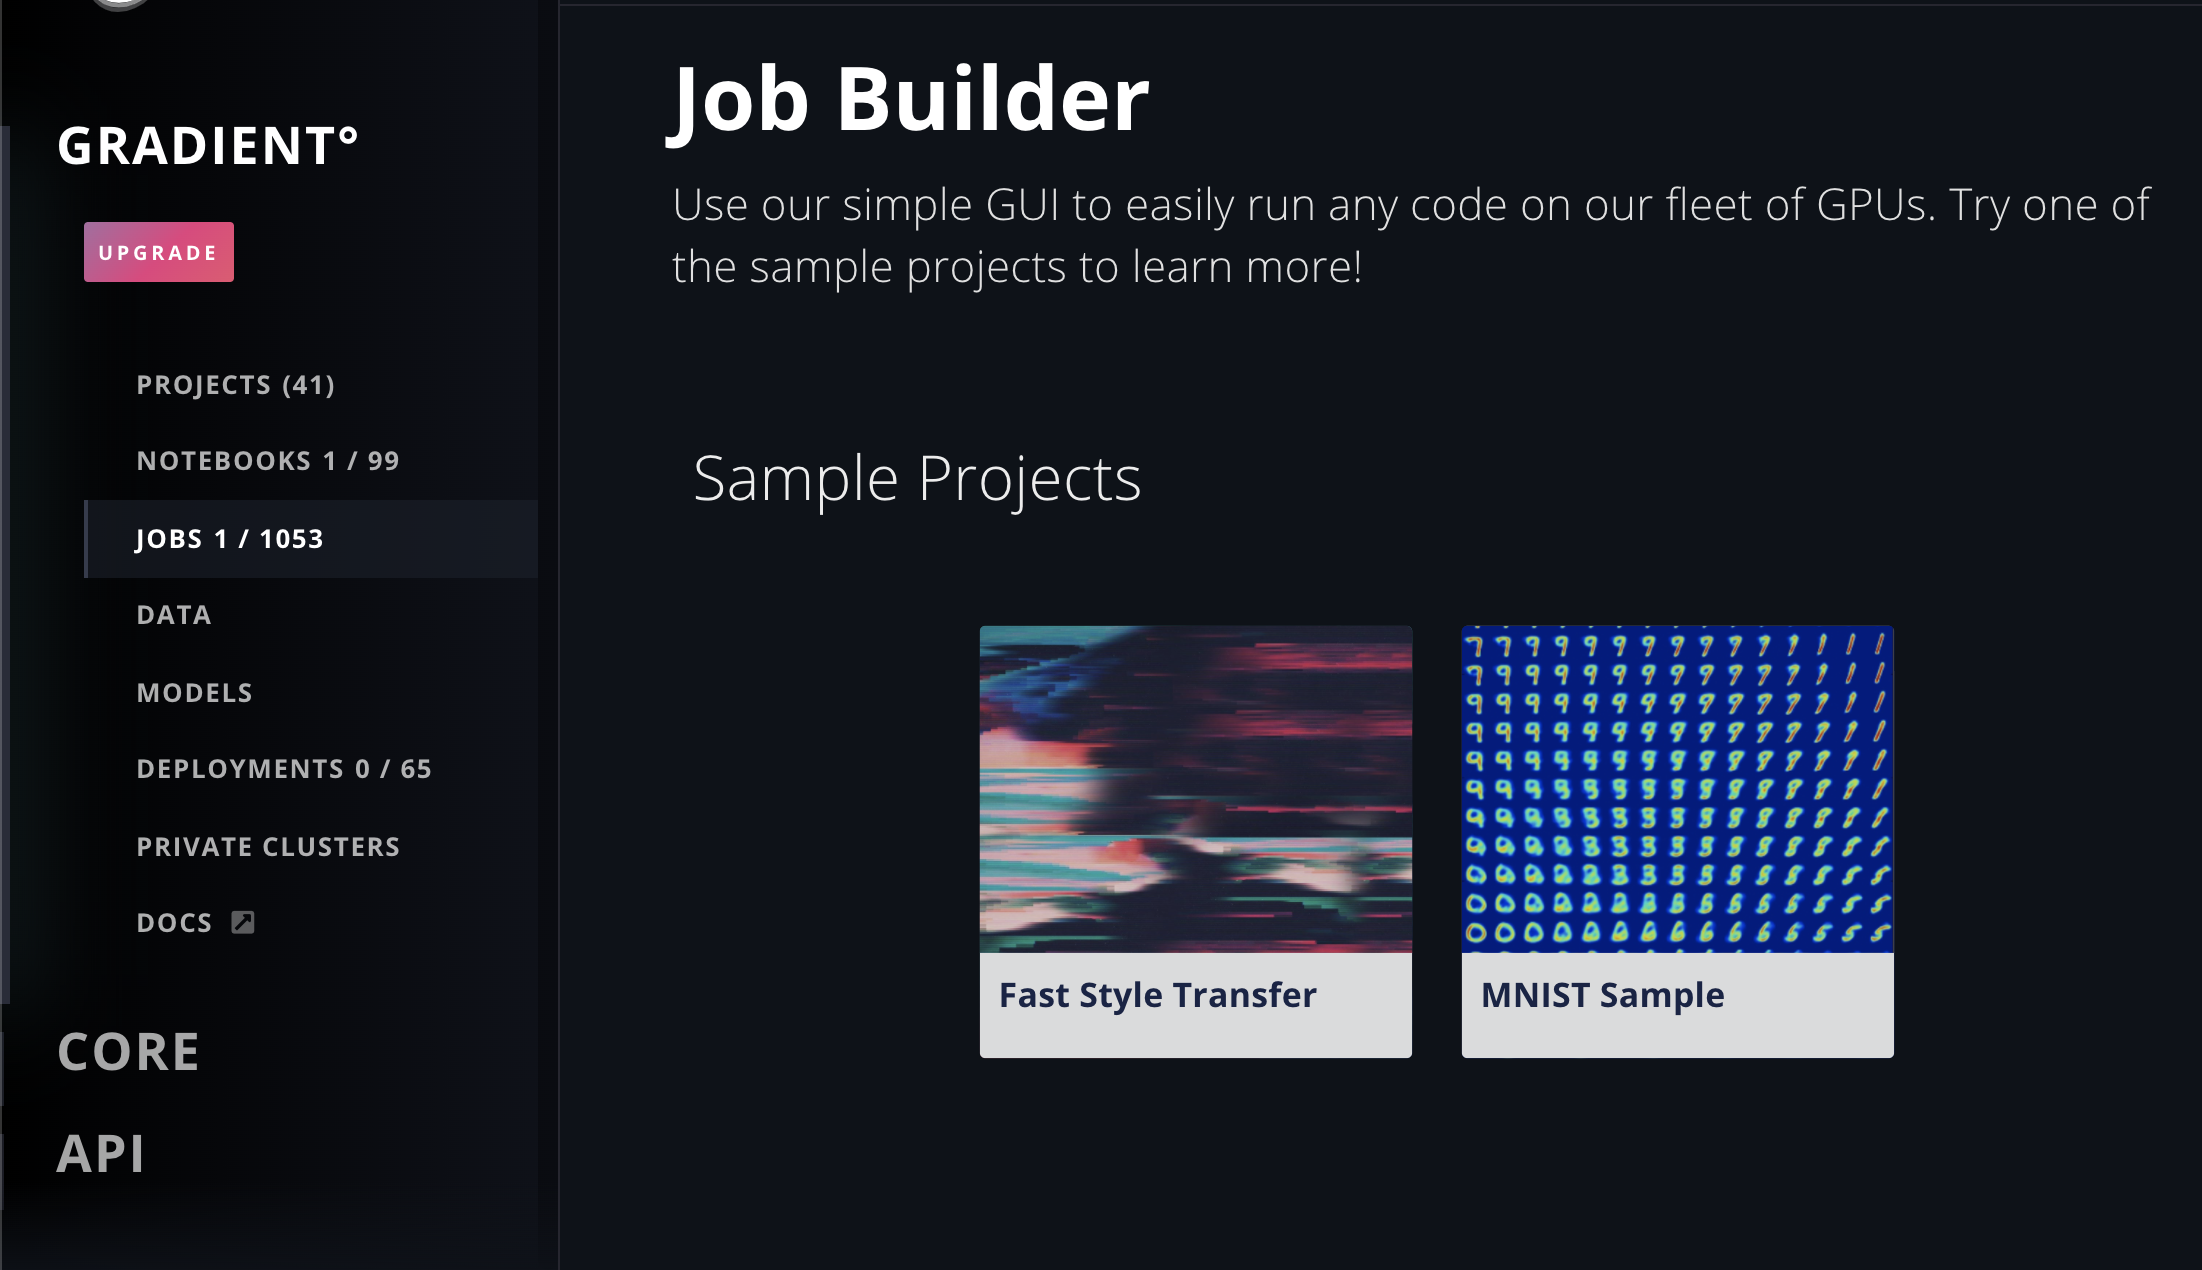 GRADIENT°
UPGRADE
PROJECTS (41)
NOTEBOOKS 1 / 99
JOBS 1 / 1053
DATA
MODELS
DEPLOYMENTS 0 / 65
PRIVATE CLUSTERS
DOCS
CORE
API
Job Builder
Use our simple GUI to easily run any code on our fleet of GPUs. Try one of
the sample projects to learn more!
Sample Projects
Fast Style Transfer
MNIST Sample